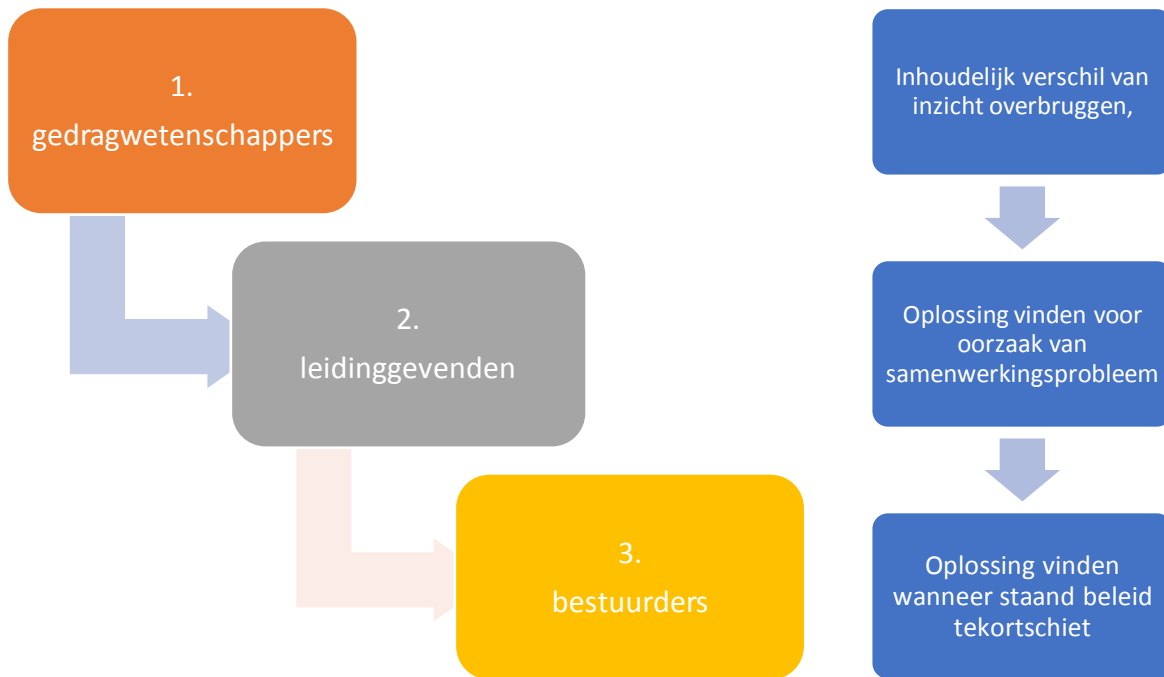 1.
gedragwetenschappers
2.
leidinggevenden
3.
bestuurders
Inhoudelijk verschil van
inzicht overbruggen,
Oplossing vinden voor
oorzaak van
samenwerkingsprobleem
Oplossing vinden
wanneer staand beleid
tekortschiet